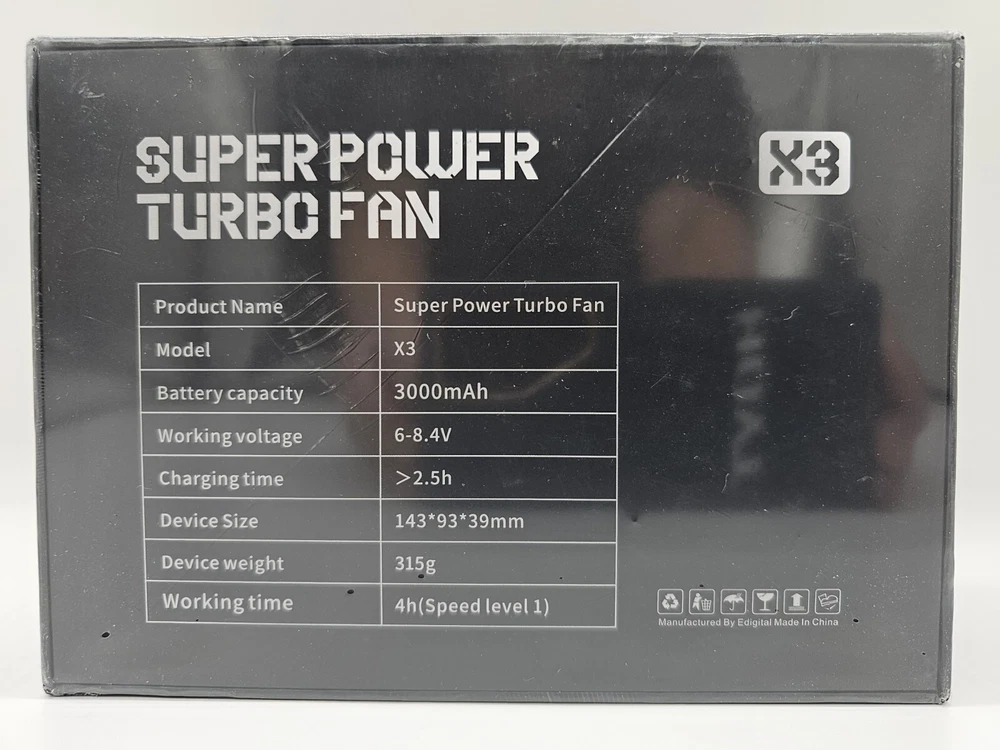 SUPER POWER
TURBO FAN
X3
Product Name Super Power Turbo Fan
Model X3
Battery capacity 3000mAh
Working voltage 6-8.4V
Charging time >2.5h
Device Size 143*93*39mm
Device weight 315g
Working time 4h(Speed level 1)
Manufactured By Edigital Made In China